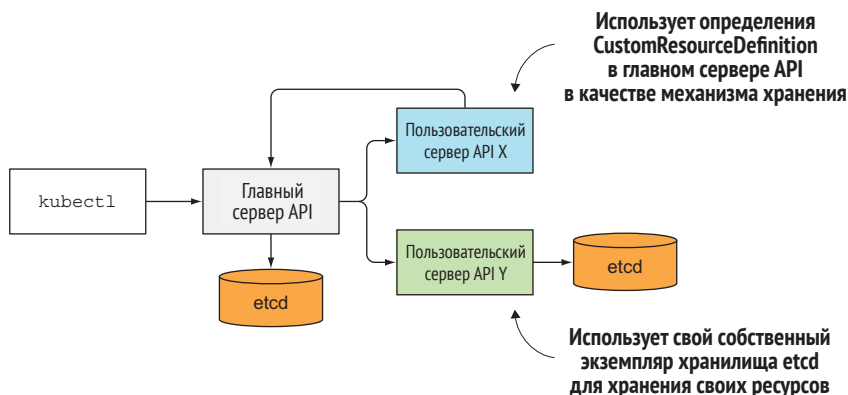 Использует определения
CustomResourceDefinition
в главном сервере API
в качестве механизма хранения
Пользовательский
сервер API X
kubectl
Главный
сервер API
Пользовательский
сервер API Y
etcd
etcd
Использует свой собственный
экземпляр хранилища etcd
для хранения своих ресурсов